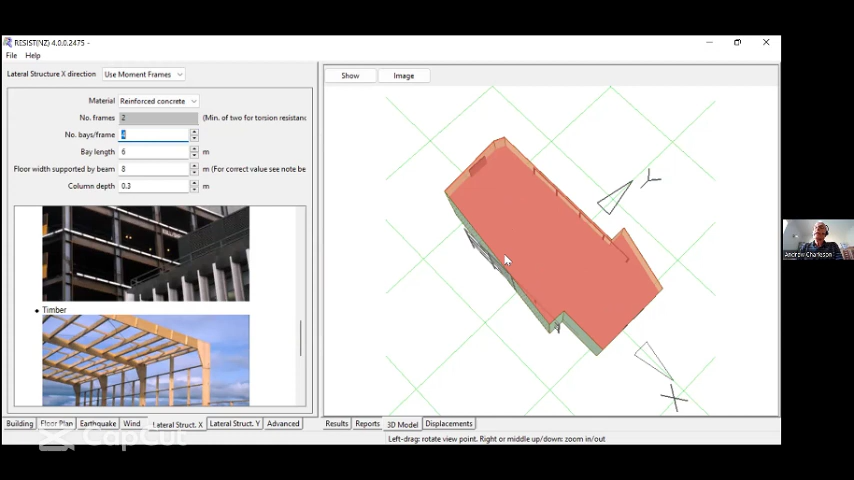 RESIST(NZ) 4.0.0.2475 -
File Help
Lateral Structure X direction Use Moment Frames
Show Image
Material Reinforced concrete
No. frames 2 (Min. of two for torsion resistanc
No. bays/frame 4
Bay length 6 m
Floor width supported by beam 8 m (For correct value see note be
Column depth 0.3 m
Y
Andrew Charleson
• Timber
X
Building Floor Plan Earthquake Wind Lateral Struct. X Lateral Struct. Y Advanced
Results Reports 3D Model Displacements
CapCut
Left-drag: rotate view point. Right or middle up/down: zoom in/out